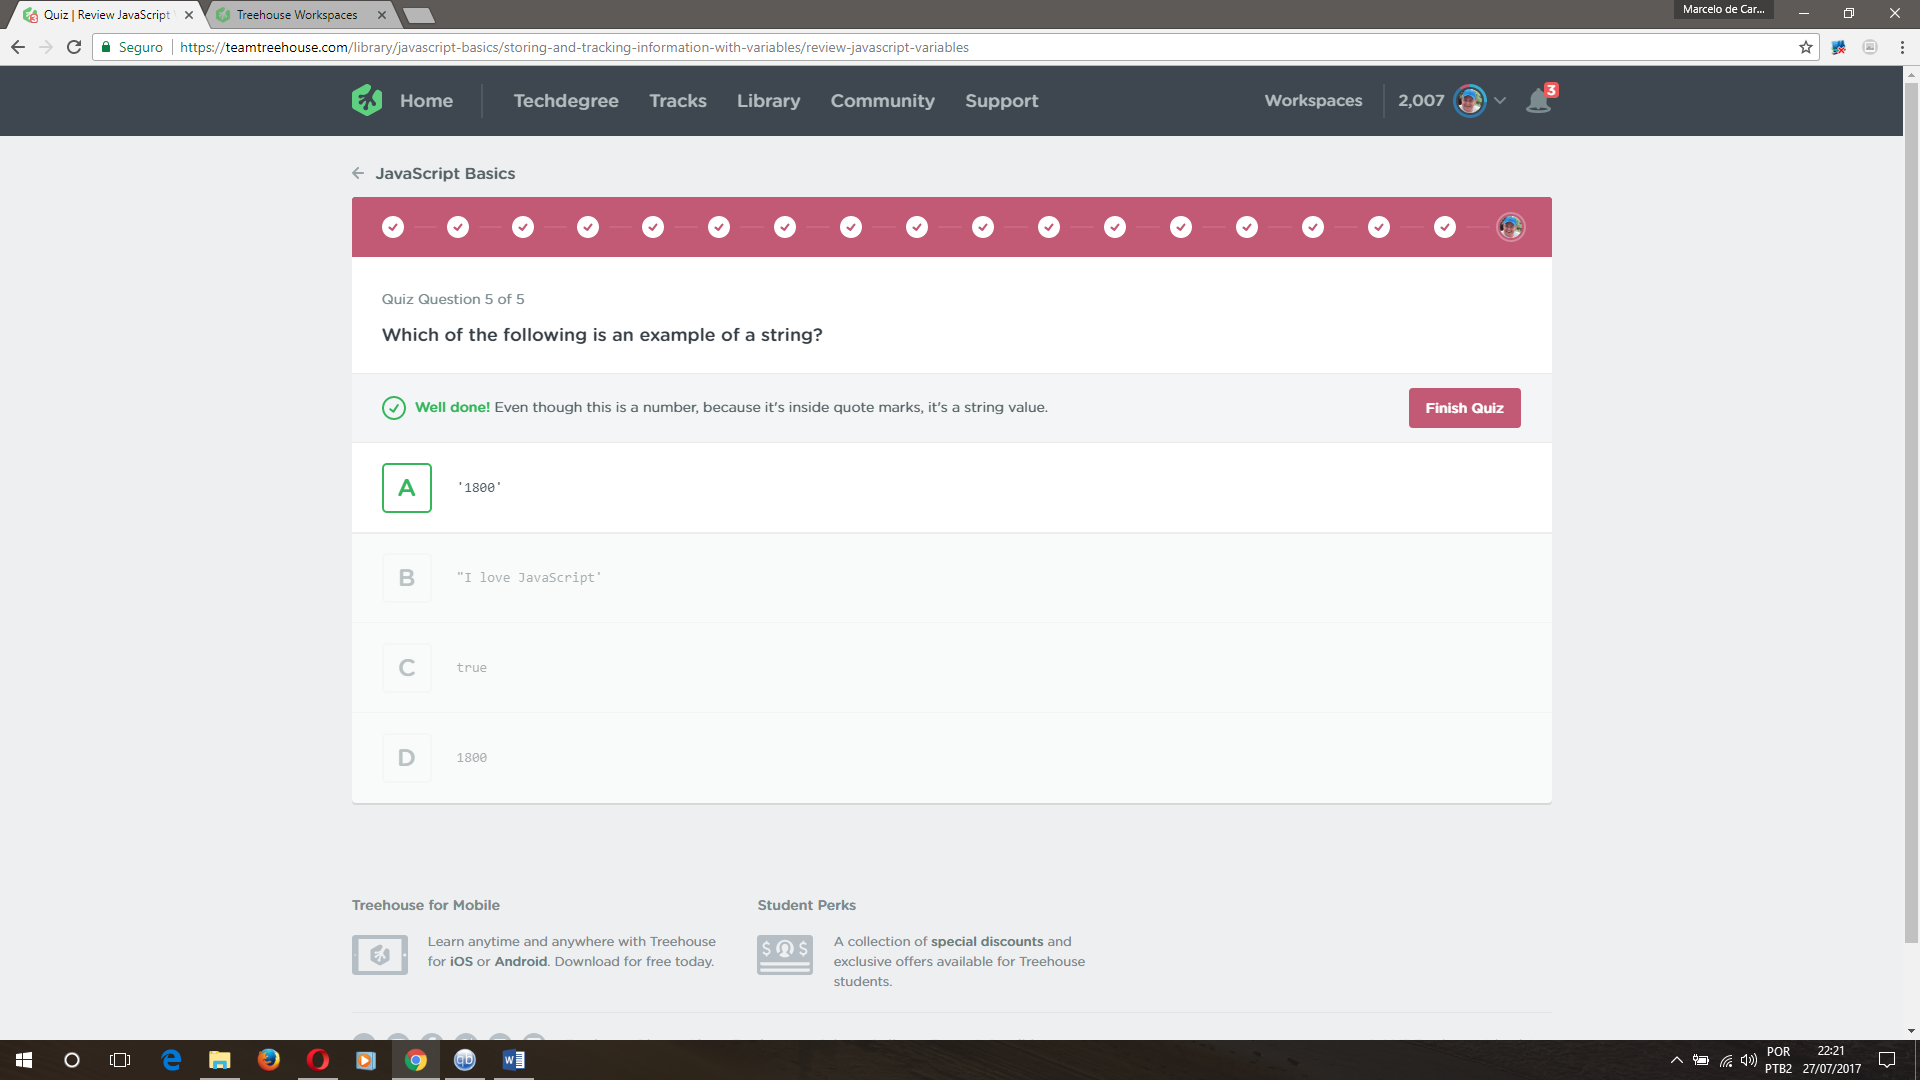 Quiz | Review JavaScript
Treehouse Workspaces
Marcelo de Car...
Seguro
https://teamtreehouse.com/library/javascript-basics/storing-and-tracking-information-with-variables/review-javascript-variables
Home
Techdegree
Tracks
Library
Community
Support
Workspaces
2,007
3
JavaScript Basics
Quiz Question 5 of 5
Which of the following is an example of a string?
Well done! Even though this is a number, because it's inside quote marks, it's a string value.
Finish Quiz
A
'1800'
B
"I love JavaScript'
C
true
D
1800
Treehouse for Mobile
Learn anytime and anywhere with Treehouse
for iOS or Android. Download for free today.
Student Perks
A collection of special discounts and
exclusive offers available for Treehouse
students.
POR
PTB2
22:21
27/07/2017